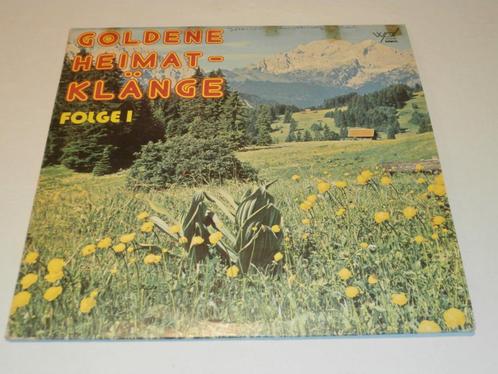 GOLDENE
HEIMAT-
KLÄNGE
FOLGE 1